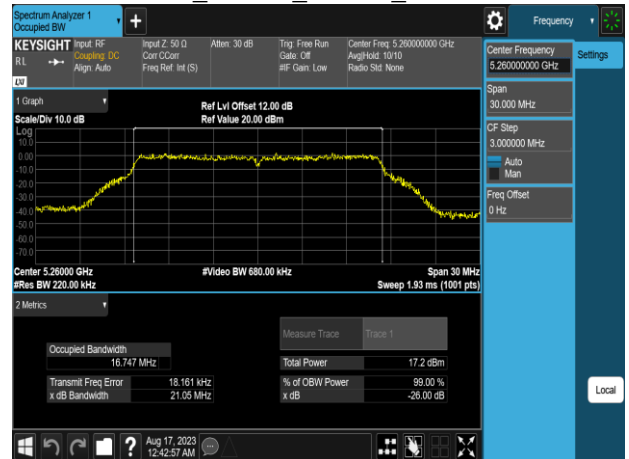 Spectrum Analyzer 1
Occupied BW
Frequency
KEYSIGHT
RL
LXI
Input: RF
Coupling: DC
Align: Auto
Input Z: 50 Ω
Corr CCorr
Freq Ref: Int (S)
Atten: 30 dB
Trig: Free Run
Gate: Off
#IF Gain: Low
Center Freq: 5.260000000 GHz
Avg|Hold: 10/10
Radio Std: None
Center Frequency
5.260000000 GHz
Settings
Span
30.000 MHz
CF Step
3.000000 MHz
Auto
Man
Freq Offset
0 Hz
Local
1 Graph
Scale/Div 10.0 dB
Ref Lvl Offset 12.00 dB
Ref Value 20.00 dBm
Log
10.0
0.00
-10.0
-20.0
-30.0
-40.0
-50.0
-60.0
-70.0
Center 5.26000 GHz
#Res BW 220.00 kHz
#Video BW 680.00 kHz
Span 30 MHz
Sweep 1.93 ms (1001 pts)
2 Metrics
Measure Trace
Trace 1
Occupied Bandwidth
16.747 MHz
Total Power
17.2 dBm
Transmit Freq Error
18.161 kHz
% of OBW Power
99.00 %
x dB Bandwidth
21.05 MHz
x dB
-26.00 dB
?
Aug 17, 2023
12:42:57 AM